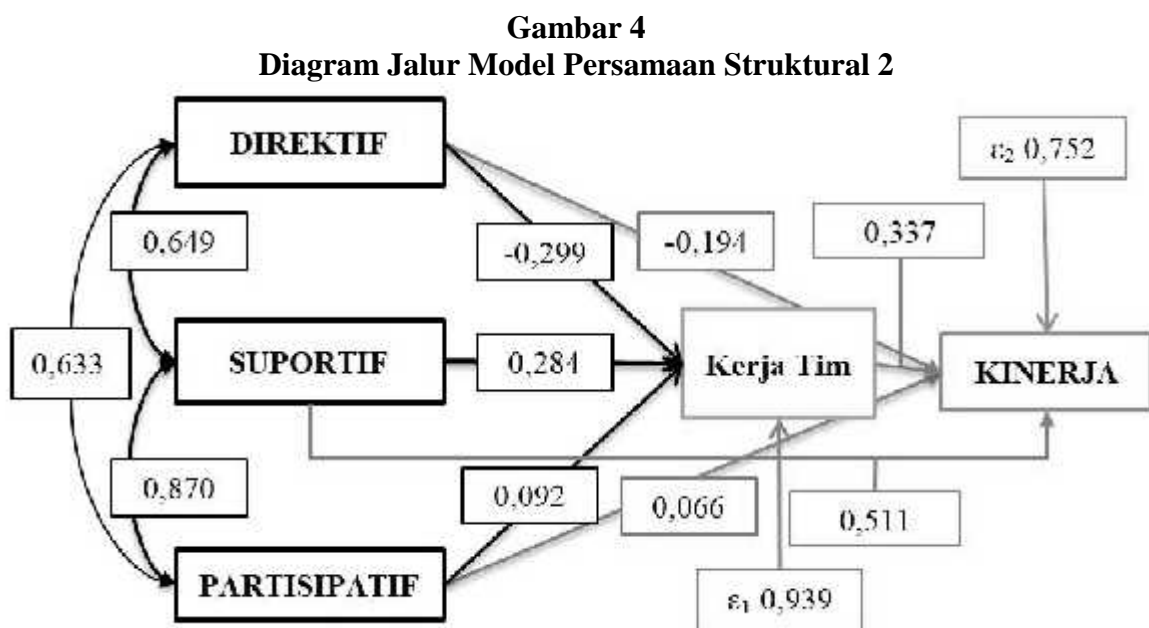 Gambar 4
Diagram Jalur Model Persamaan Struktural 2
DIREKTIF
ε₂ 0,752
0,649
-0,299
-0,194
0,337
0,633
SUPORTIF
0,284
Kerja Tim
KINERJA
0,870
0,092
0,066
0,511
PARTISIPATIF
ε₁ 0,939